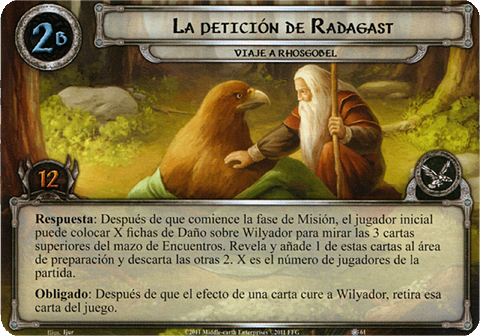 2B
La petición de Radagast
Viaje a Rhosgobel
12
Respuesta: Después de que comience la fase de Misión, el jugador inicial
puede colocar X fichas de Daño sobre Wilyador para mirar las 3 cartas
superiores del mazo de Encuentros. Revela y añade 1 de estas cartas al área
de preparación y descarta las otras 2. X es el número de jugadores de la
partida.
Obligado: Después de que el efecto de una carta cure a Wilyador, retira esa
carta del juego.
Ilus. Ijur ©2011 Middle-earth Enterprises ©2011 FFG 61